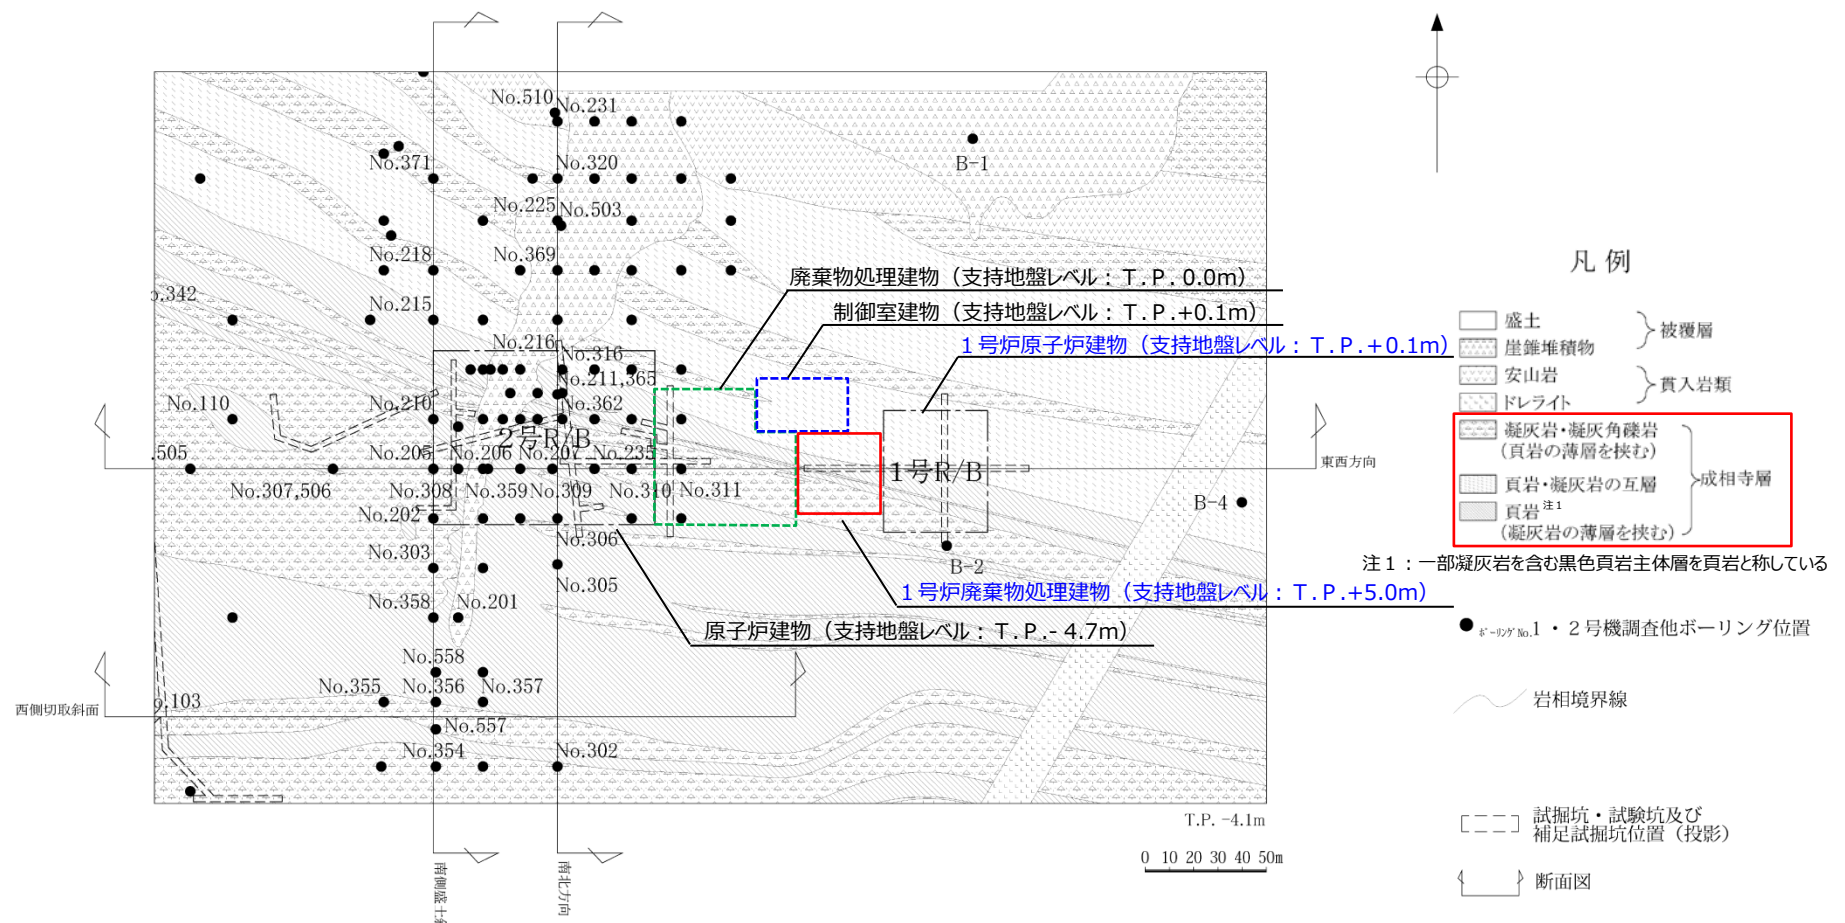 No.510
No.231
No.371
No.320
B-1
No.225
No.503
No.218
No.369
廃棄物処理建物（支持地盤レベル：T.P. 0.0m）
.342
No.215
制御室建物（支持地盤レベル：T.P.+0.1m）
No.216
No.316
１号炉原子炉建物（支持地盤レベル：T.P.+0.1m）
No.211,365
No.110
No.210
No.362
2号R/B
.505
No.205
No.206
No.207
No.235
1号R/B
東西方向
No.307,506
No.308
No.359
No.309
No.310
No.311
B-4
No.202
No.306
No.303
B-2
No.305
１号炉廃棄物処理建物（支持地盤レベル：T.P.+5.0m）
No.358
No.201
原子炉建物（支持地盤レベル：T.P.-4.7m）
No.558
No.355
No.356
No.357
.103
西側切取斜面
No.557
No.354
No.302
T.P. -4.1m
0 10 20 30 40 50m
南側盛土斜
南北方向
凡例
盛土
崖錐堆積物
被覆層
安山岩
ドレライト
貫入岩類
凝灰岩・凝灰角礫岩
(頁岩の薄層を挟む)
頁岩・凝灰岩の互層
頁岩 注1
(凝灰岩の薄層を挟む)
成相寺層
注１：一部凝灰岩を含む黒色頁岩主体層を頁岩と称している
ボーリングNo.1・２号機調査他ボーリング位置
岩相境界線
試掘坑・試験坑及び
補足試掘坑位置（投影）
断面図